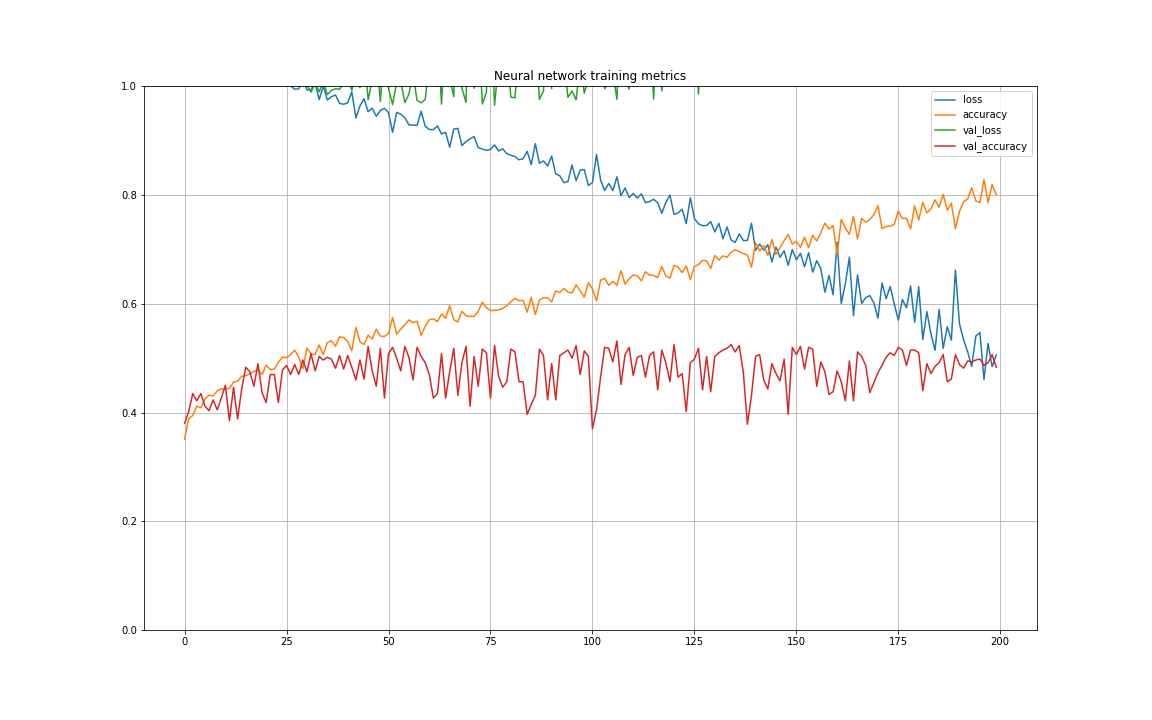 Neural network training metrics
1.0
0.8
0.6
0.4
0.2
0.0
loss
accuracy
val_loss
val_accuracy
0 25 50 75 100 125 150 175 200